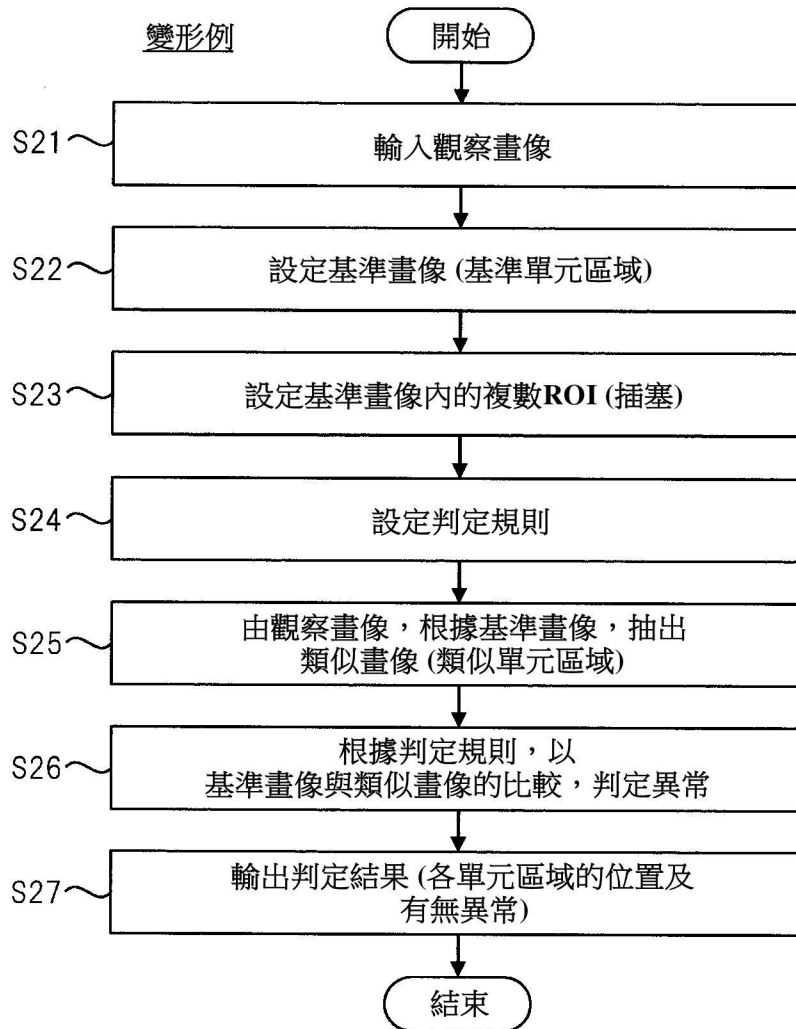 變形例
開始
S21
輸入觀察畫像
S22
設定基準畫像 (基準單元區域)
S23
設定基準畫像內的複數ROI (插塞)
S24
設定判定規則
S25
由觀察畫像，根據基準畫像，抽出
類似畫像 (類似單元區域)
S26
根據判定規則，以
基準畫像與類似畫像的比較，判定異常
S27
輸出判定結果 (各單元區域的位置及
有無異常)
結束